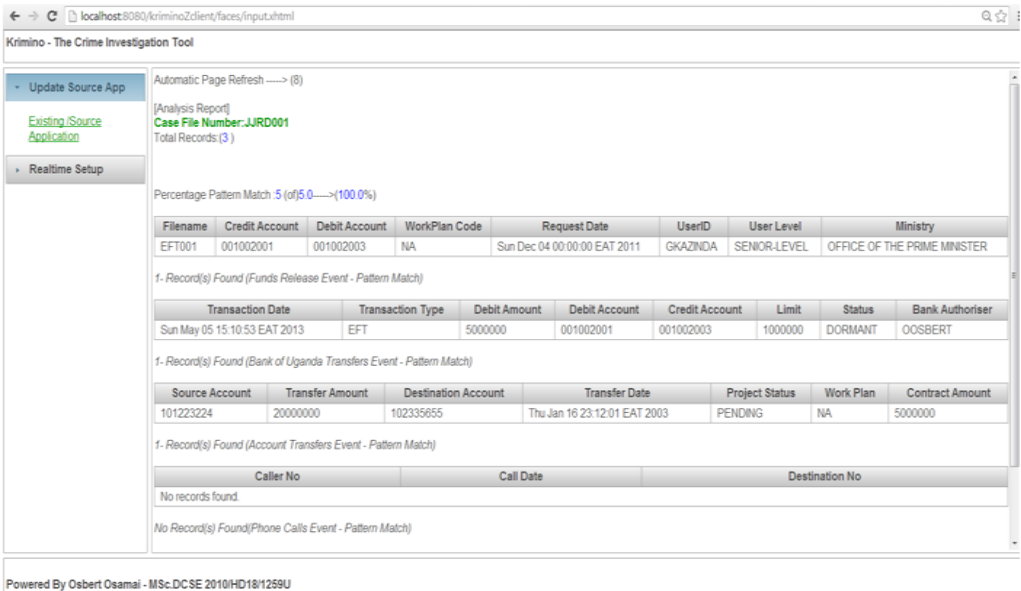 localhost:8080/krimino2client/faces/input.xhtml
Krimino - The Crime Investigation Tool
Update Source App
Existing /Source
Application
Realtime Setup
Automatic Page Refresh -----> (8)
[Analysis Report]
Case File Number:JJRD001
Total Records:(3 )
Percentage Pattern Match :5 (of)5.0----->(100.0%)
Filename Credit Account Debit Account WorkPlan Code Request Date UserID User Level Ministry
EFT001 001002001 001002003 NA Sun Dec 04 00:00:00 EAT 2011 GKAZINDA SENIOR-LEVEL OFFICE OF THE PRIME MINISTER
1- Record(s) Found (Funds Release Event - Pattern Match)
Transaction Date Transaction Type Debit Amount Debit Account Credit Account Limit Status Bank Authoriser
Sun May 05 15:10:53 EAT 2013 EFT 5000000 001002001 001002003 1000000 DORMANT OOSBERT
1- Record(s) Found (Bank of Uganda Transfers Event - Pattern Match)
Source Account Transfer Amount Destination Account Transfer Date Project Status Work Plan Contract Amount
101223224 20000000 102335655 Thu Jan 16 23:12:01 EAT 2003 PENDING NA 5000000
1- Record(s) Found (Account Transfers Event - Pattern Match)
Caller No Call Date Destination No
No records found.
No Record(s) Found(Phone Calls Event - Pattern Match)
Powered By Osbert Osamai - MSc.DCSE 2010/HD18/1259U